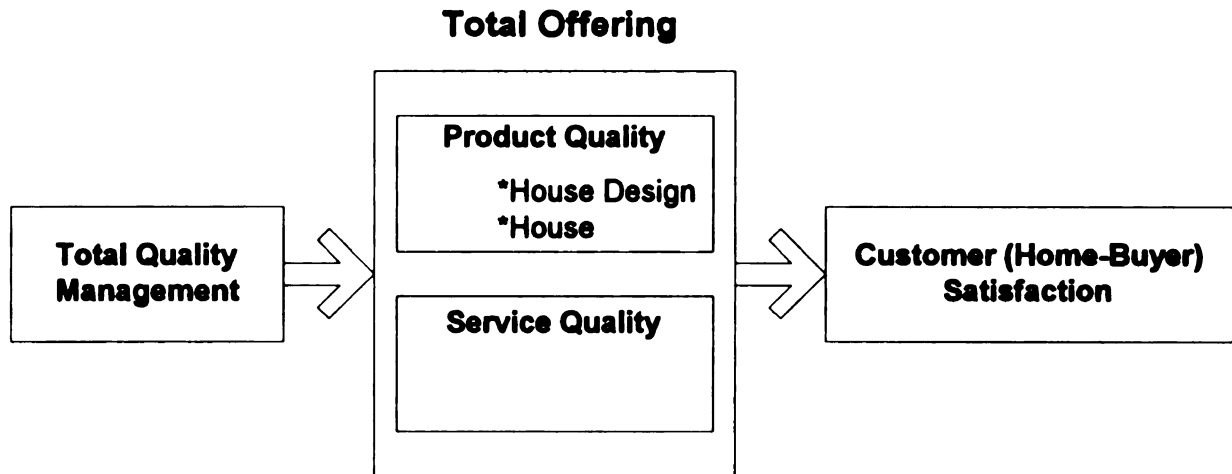 Total Offering
Product Quality
*House Design
*House
Total Quality
Management
Service Quality
Customer (Home-Buyer)
Satisfaction